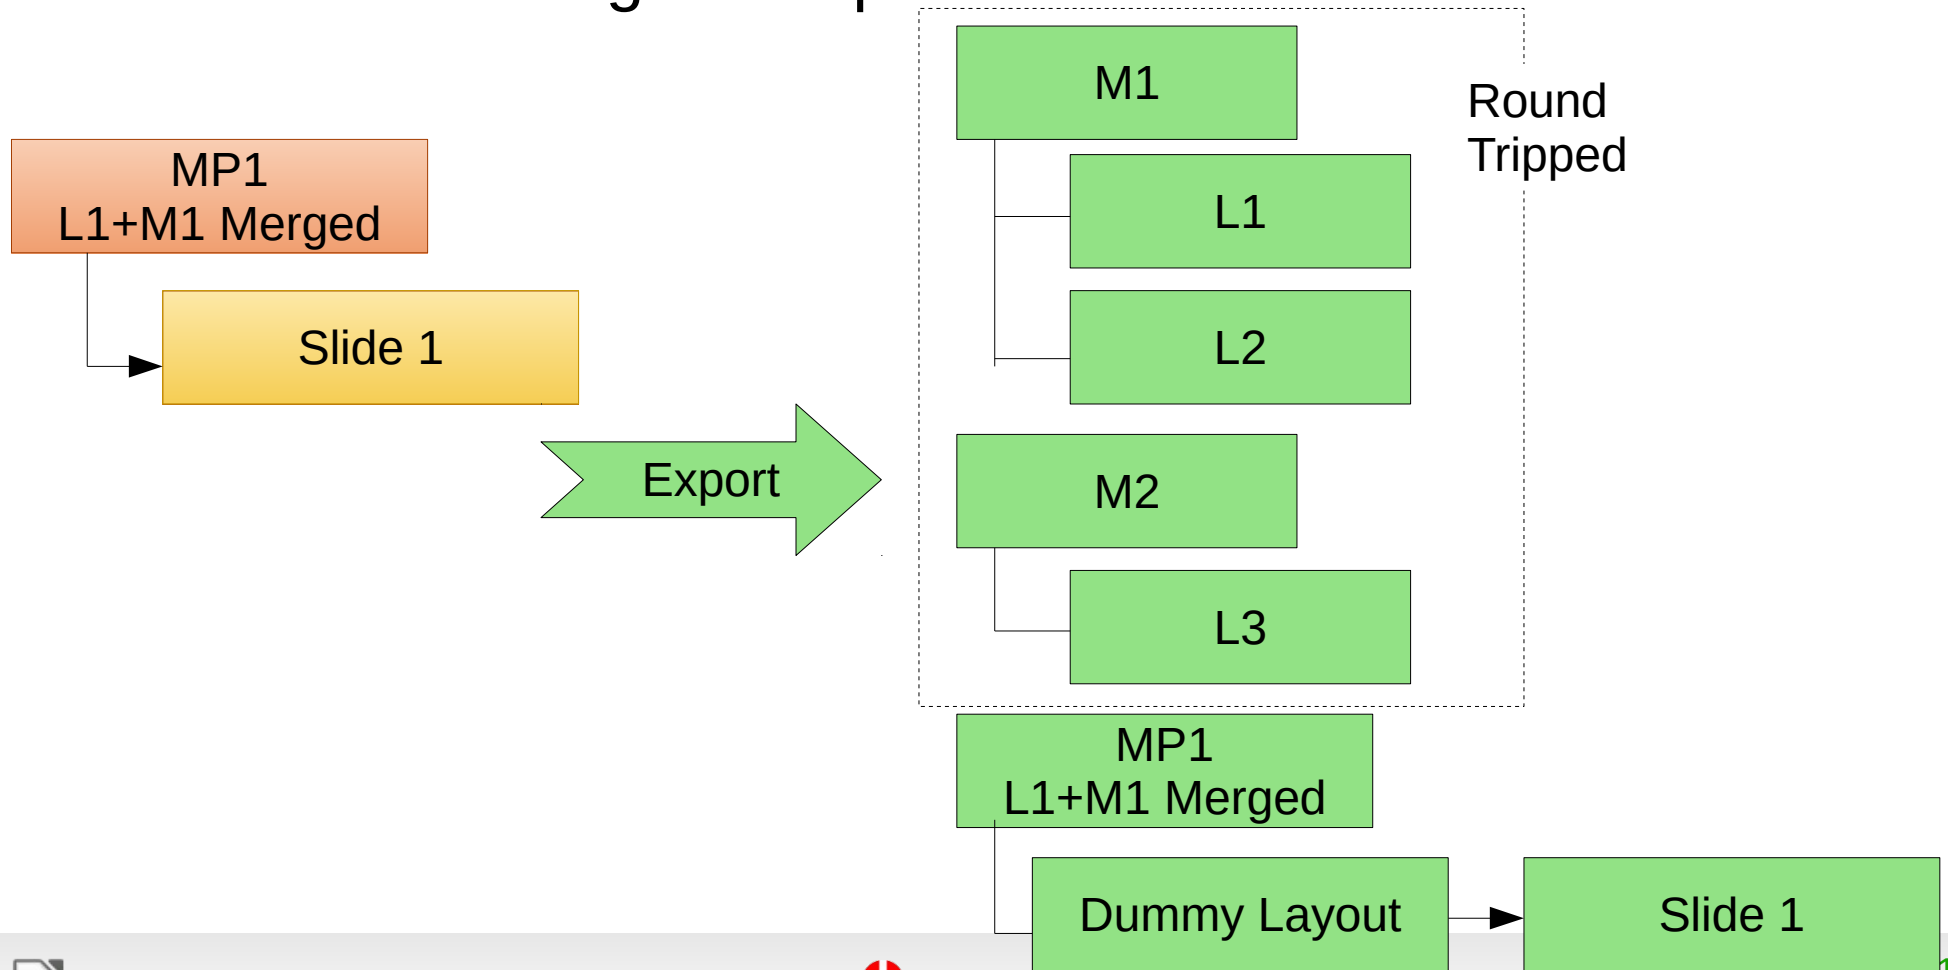 MP1
L1+M1 Merged
Slide 1
Export
M1
L1
L2
M2
L3
Round
Tripped
MP1
L1+M1 Merged
Dummy Layout
Slide 1